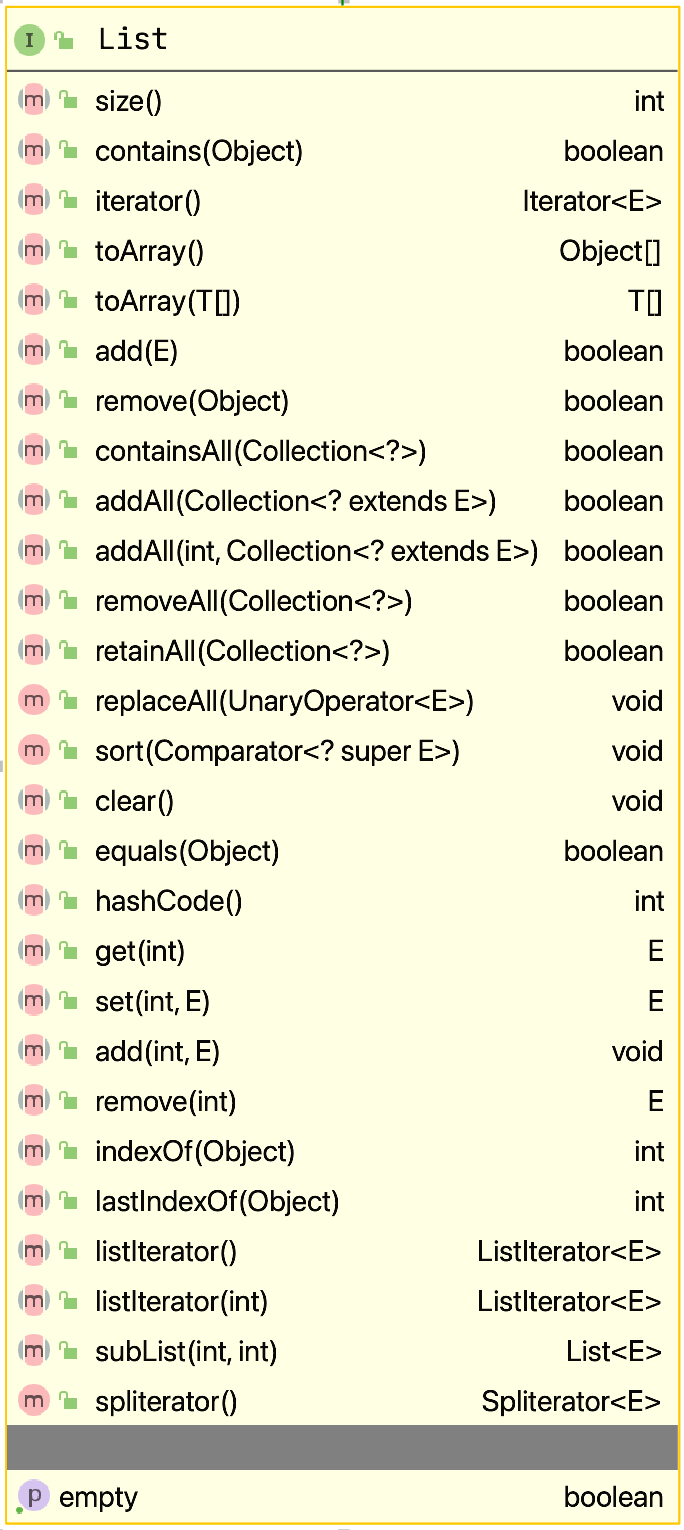 I List
m size() int
m contains(Object) boolean
m iterator() Iterator<E>
m toArray() Object[]
m toArray(T[]) T[]
m add(E) boolean
m remove(Object) boolean
m containsAll(Collection<?>) boolean
m addAll(Collection<? extends E>) boolean
m addAll(int, Collection<? extends E>) boolean
m removeAll(Collection<?>) boolean
m retainAll(Collection<?>) boolean
m replaceAll(UnaryOperator<E>) void
m sort(Comparator<? super E>) void
m clear() void
m equals(Object) boolean
m hashCode() int
m get(int) E
m set(int, E) E
m add(int, E) void
m remove(int) E
m indexOf(Object) int
m lastIndexOf(Object) int
m listIterator() ListIterator<E>
m listIterator(int) ListIterator<E>
m subList(int, int) List<E>
m spliterator() Spliterator<E>
p empty boolean